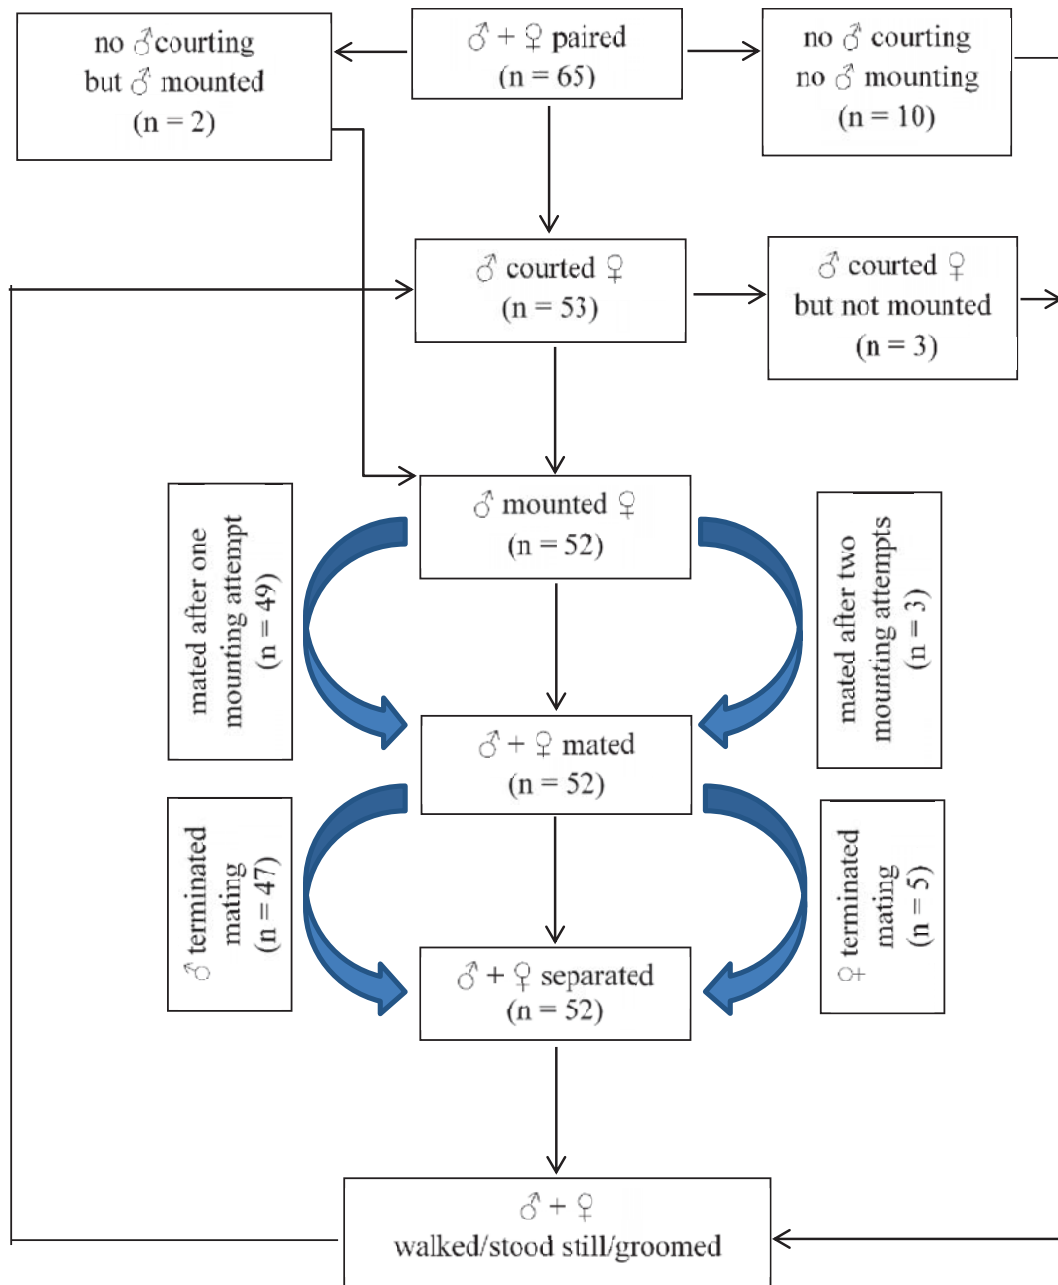 no ♂courting
but ♂ mounted
(n = 2)
♂ + ♀ paired
(n = 65)
no ♂ courting
no ♂ mounting
(n = 10)
♂ courted ♀
(n = 53)
♂ courted ♀
but not mounted
(n = 3)
♂ mounted ♀
(n = 52)
mated after one
mounting attempt
(n = 49)
mated after two
mounting attempts
(n = 3)
♂ + ♀ mated
(n = 52)
♂ terminated
mating
(n = 47)
♀ terminated
mating
(n = 5)
♂ + ♀ separated
(n = 52)
♂ + ♀
walked/stood still/groomed